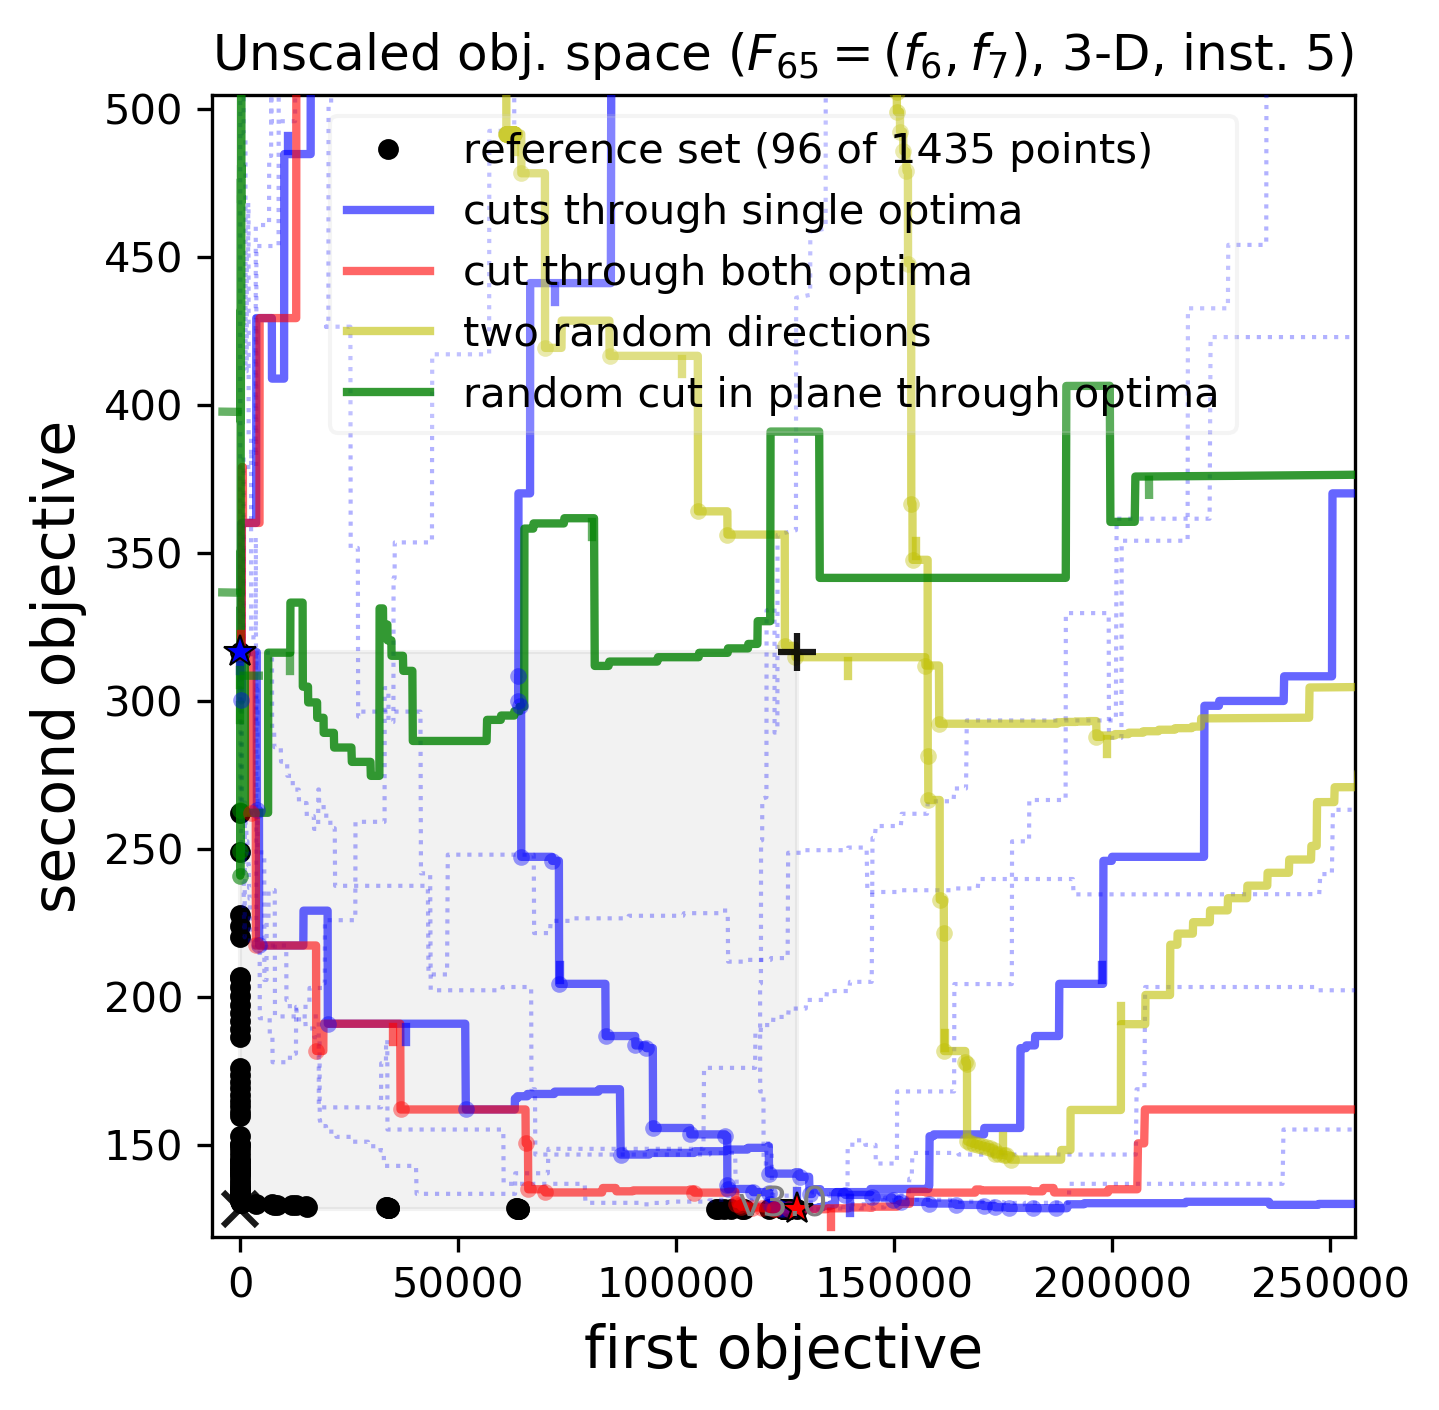 Unscaled obj. space (F65 = (f6, f7), 3-D, inst. 5)
reference set (96 of 1435 points)
cuts through single optima
cut through both optima
two random directions
random cut in plane through optima
500
450
400
350
300
250
200
150
second objective
v3.0
0
50000
100000
150000
200000
250000
first objective